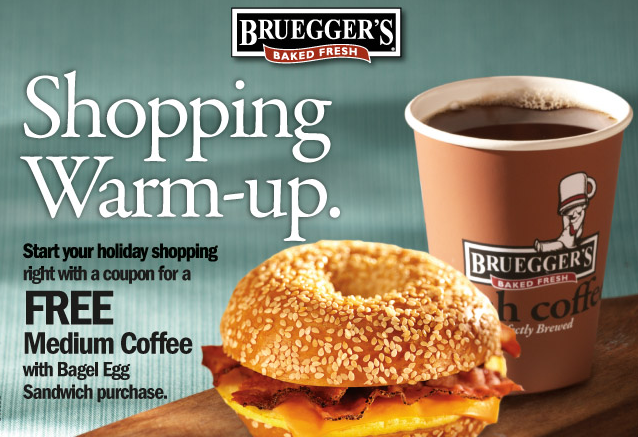 BRUEGGER'S
BAKED FRESH
Shopping
Warm-up.
Start your holiday shopping
right with a coupon for a
FREE
Medium Coffee
with Bagel Egg
Sandwich purchase.
BRUEGGER'S
BAKED FRESH
Brewed